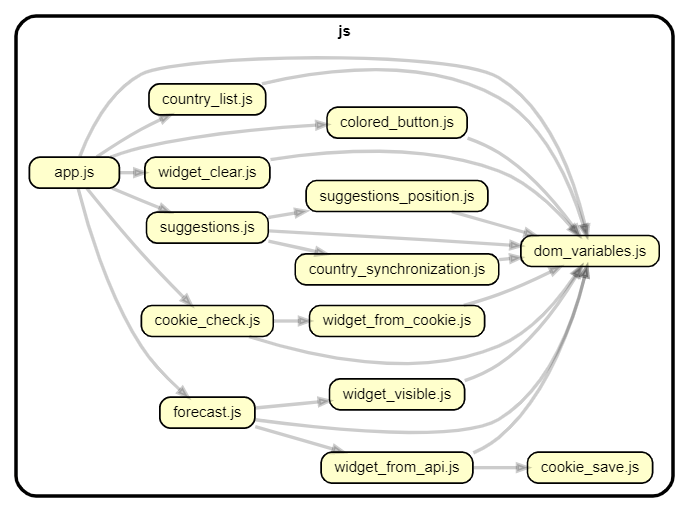 js
country_list.js
colored_button.js
app.js
widget_clear.js
suggestions_position.js
suggestions.js
dom_variables.js
country_synchronization.js
cookie_check.js
widget_from_cookie.js
widget_visible.js
forecast.js
widget_from_api.js
cookie_save.js